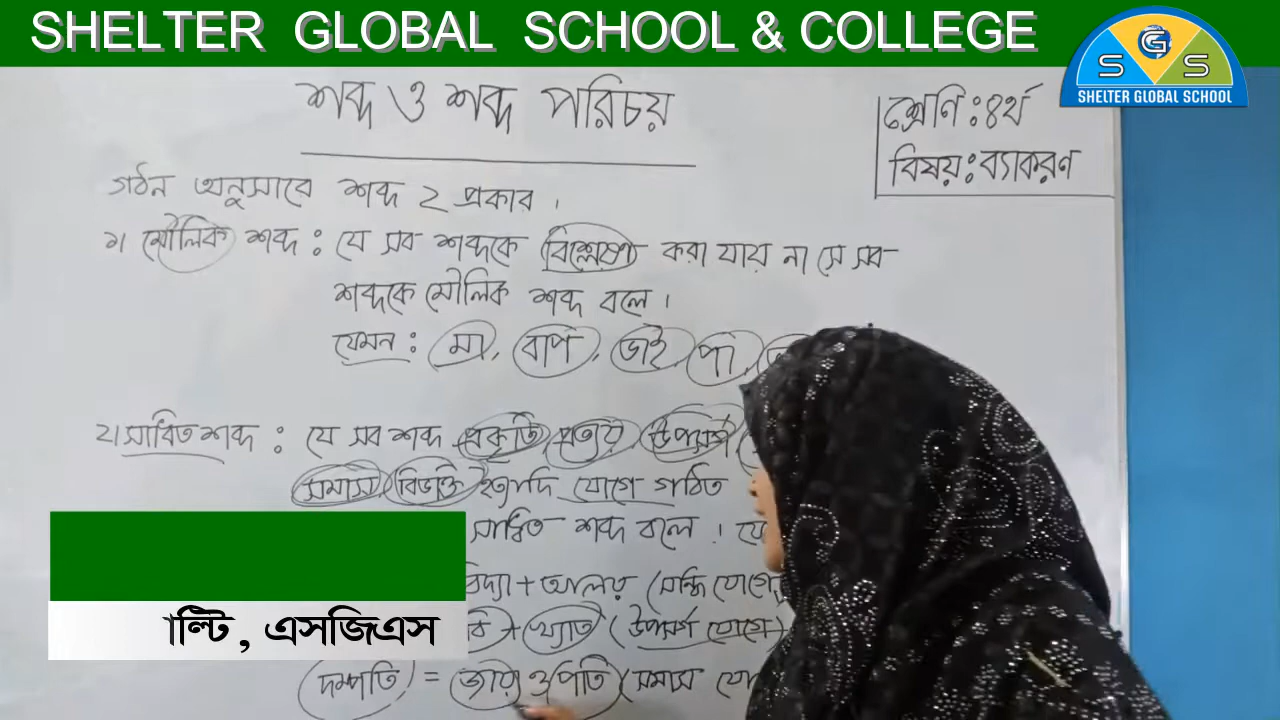 SHELTER GLOBAL SCHOOL & COLLEGE
SGS
SHELTER GLOBAL SCHOOL
শব্দ ও শব্দ পরিচয়
শ্রেণি: ৪র্থ
বিষয়: ব্যাকরণ
গঠন অনুসারে শব্দ ২ প্রকার।
১। মৌলিক শব্দ: যে সব শব্দকে বিশ্লেষণ করা যায় না সে সব
শব্দকে মৌলিক শব্দ বলে।
যেমন: মা, বাপ, ভাই, পা,
২। সাধিত শব্দ: যে সব শব্দ প্রকৃতি, প্রত্যয়, উপসর্গ
সমাস, বিভক্তি ইত্যাদি যোগে গঠিত
সাধিত শব্দ বলে।
বিদ্যা + আলয় (সন্ধি যোগে)
বি + খ্যাত (উপসর্গ যোগে)
দম্পতি = জায়া ও পতি (সমাস
ল্টি, এসজিএস